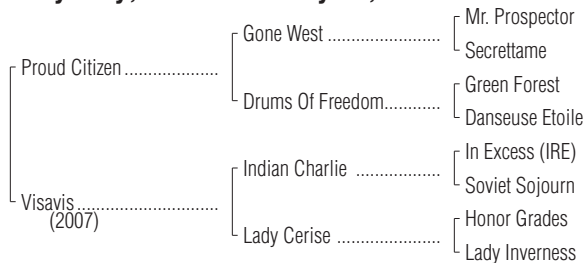 Mr. Prospector
Gone West
Secrettame
Proud Citizen
Green Forest
Drums Of Freedom
Danseuse Etoile
In Excess (IRE)
Indian Charlie
Soviet Sojourn
Visavis
(2007)
Honor Grades
Lady Cerise
Lady Inverness